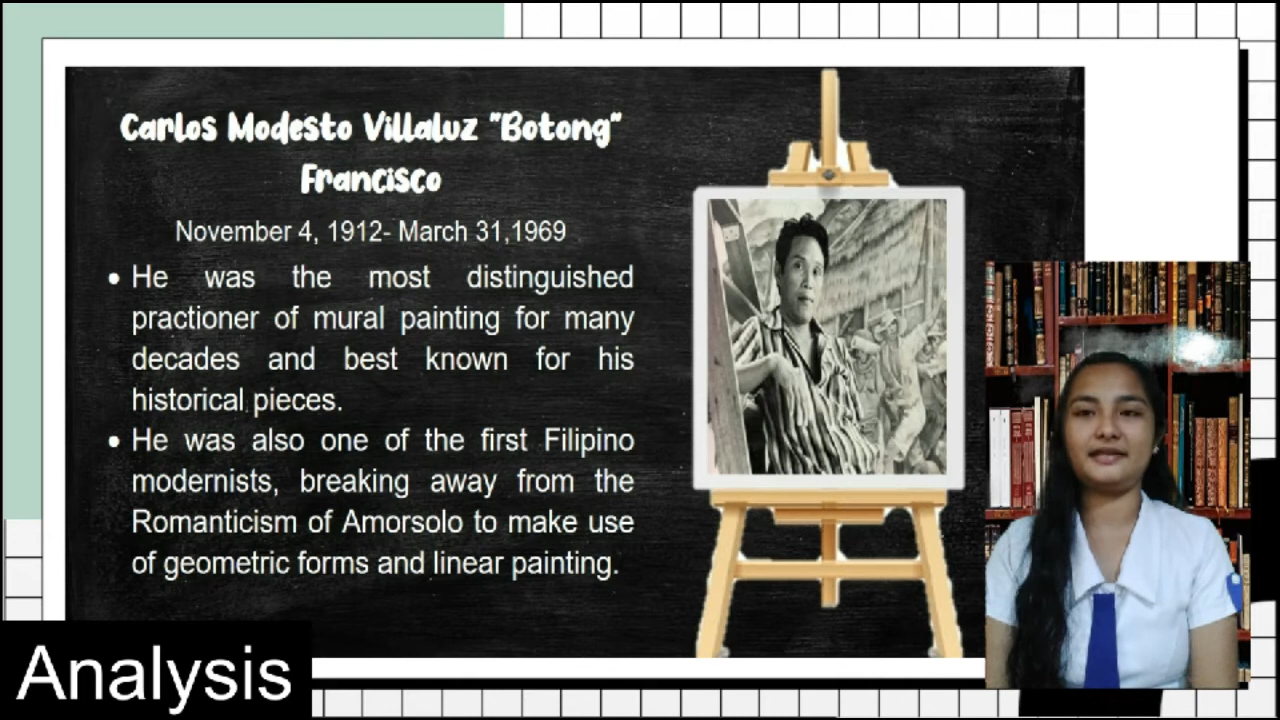 Carlos Modesto Villaluz "Botong"
Francisco
November 4, 1912- March 31,1969
• He was the most distinguished
practioner of mural painting for many
decades and best known for his
historical pieces.
• He was also one of the first Filipino
modernists, breaking away from the
Romanticism of Amorsolo to make use
of geometric forms and linear painting.
Analysis